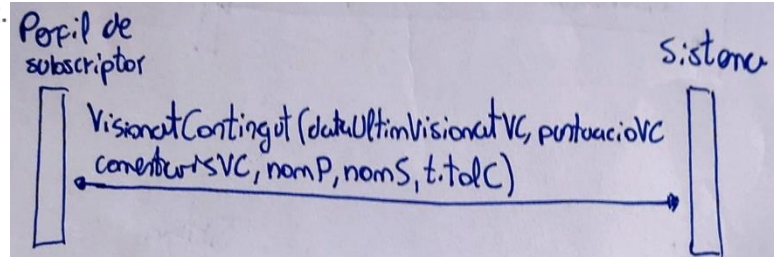 Perfil de
subscriptor
Sistema
VisionatContingut (dataUltimVisionatVC, puntuacioVC
comentarisVC, nomP, nomS, titolC)